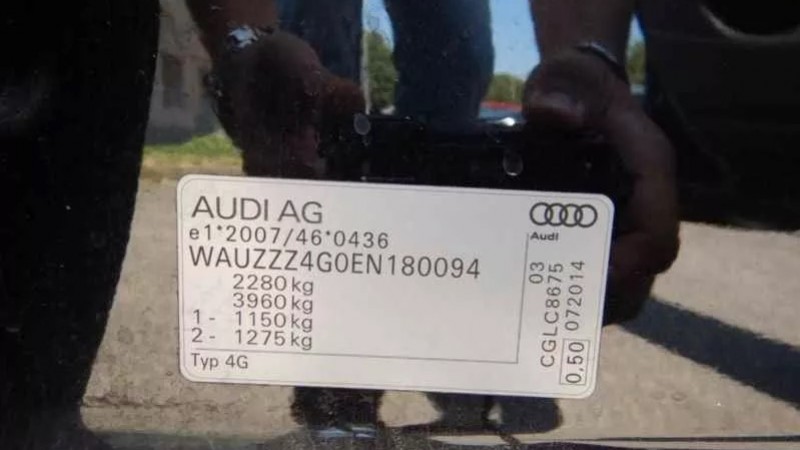 AUDI AG
e1*2007/46*0436
WAUZZZ4G0EN180094
2280 kg
3960 kg
1 - 1150 kg
2 - 1275 kg
Typ 4G
Audi
03
CGLC8675
0,50 072014